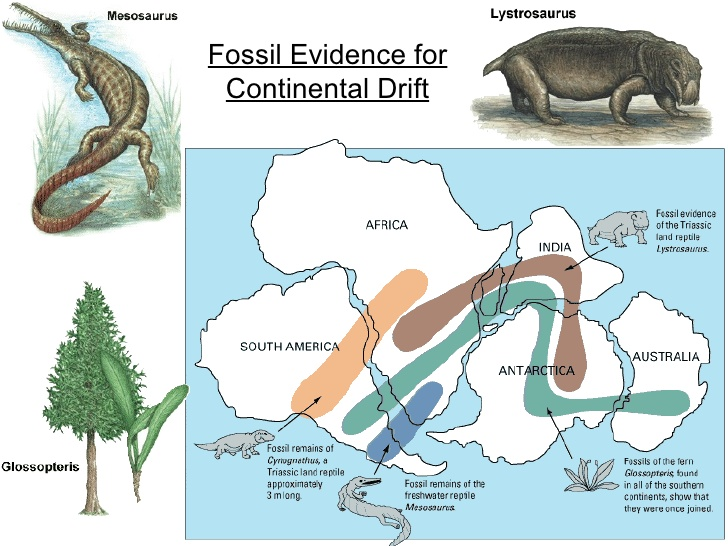 Mesosaurus
Lystrosaurus
Fossil Evidence for
Continental Drift
AFRICA
Fossil evidence
of the Triassic
land reptile
Lystrosaurus.
INDIA
SOUTH AMERICA
ANTARCTICA
AUSTRALIA
Glossopteris
Fossil remains of
Cynognathus, a
Triassic land reptile
approximately
3 m long.
Fossil remains of the
freshwater reptile
Mesosaurus.
Fossils of the fern
Glossopteris, found
in all of the southern
continents, show that
they were once joined.